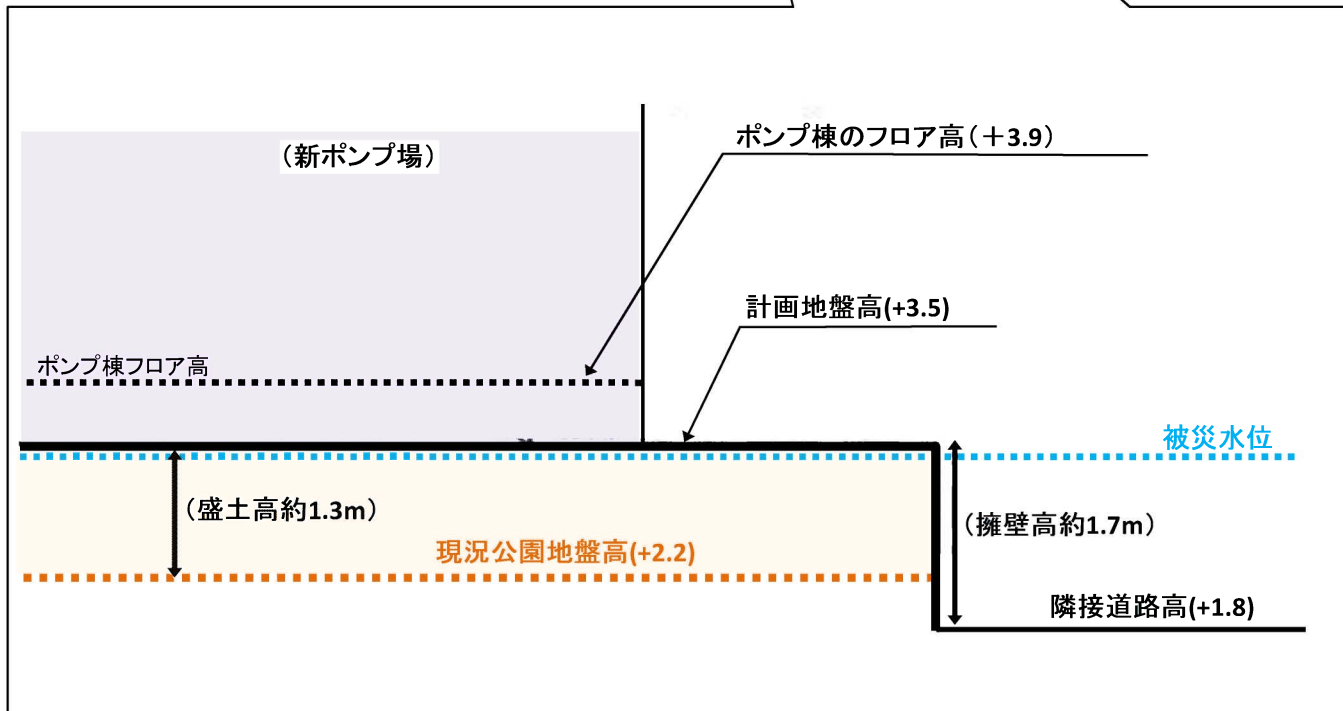 （新ポンプ場）
ポンプ棟のフロア高（＋3.9）
計画地盤高(+3.5)
ポンプ棟フロア高
被災水位
（盛土高約1.3m）
（擁壁高約1.7m）
現況公園地盤高(+2.2)
隣接道路高(+1.8)